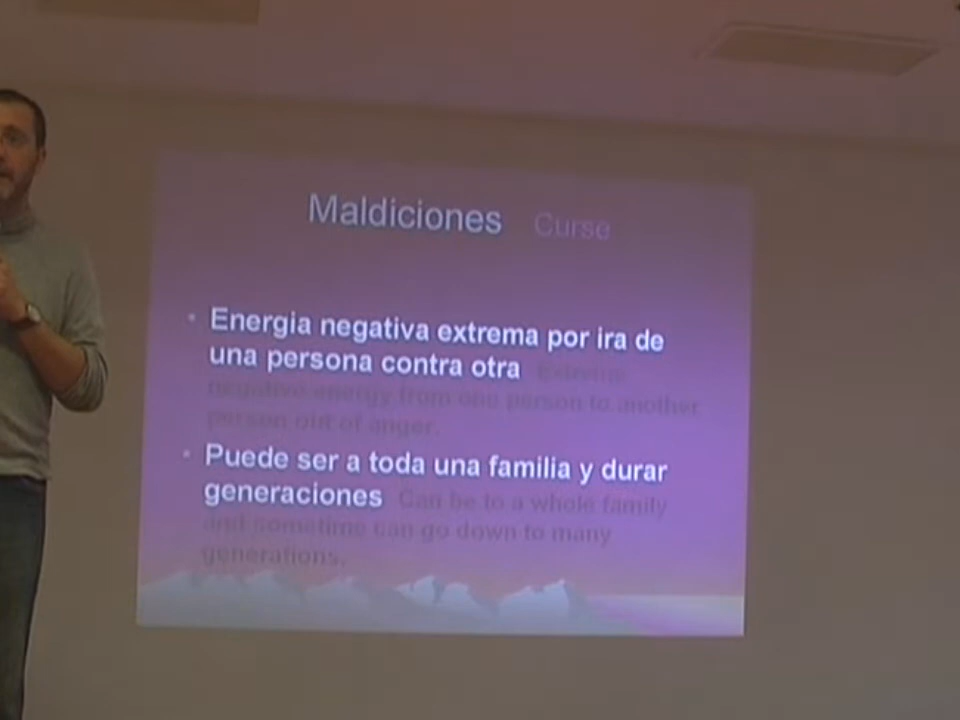 Maldiciones Curse
• Energia negativa extrema por ira de
una persona contra otra Extreme
negative energy from one person to another
person out of anger.
• Puede ser a toda una familia y durar
generaciones Can be to a whole family
and sometime can go down to many
generations.